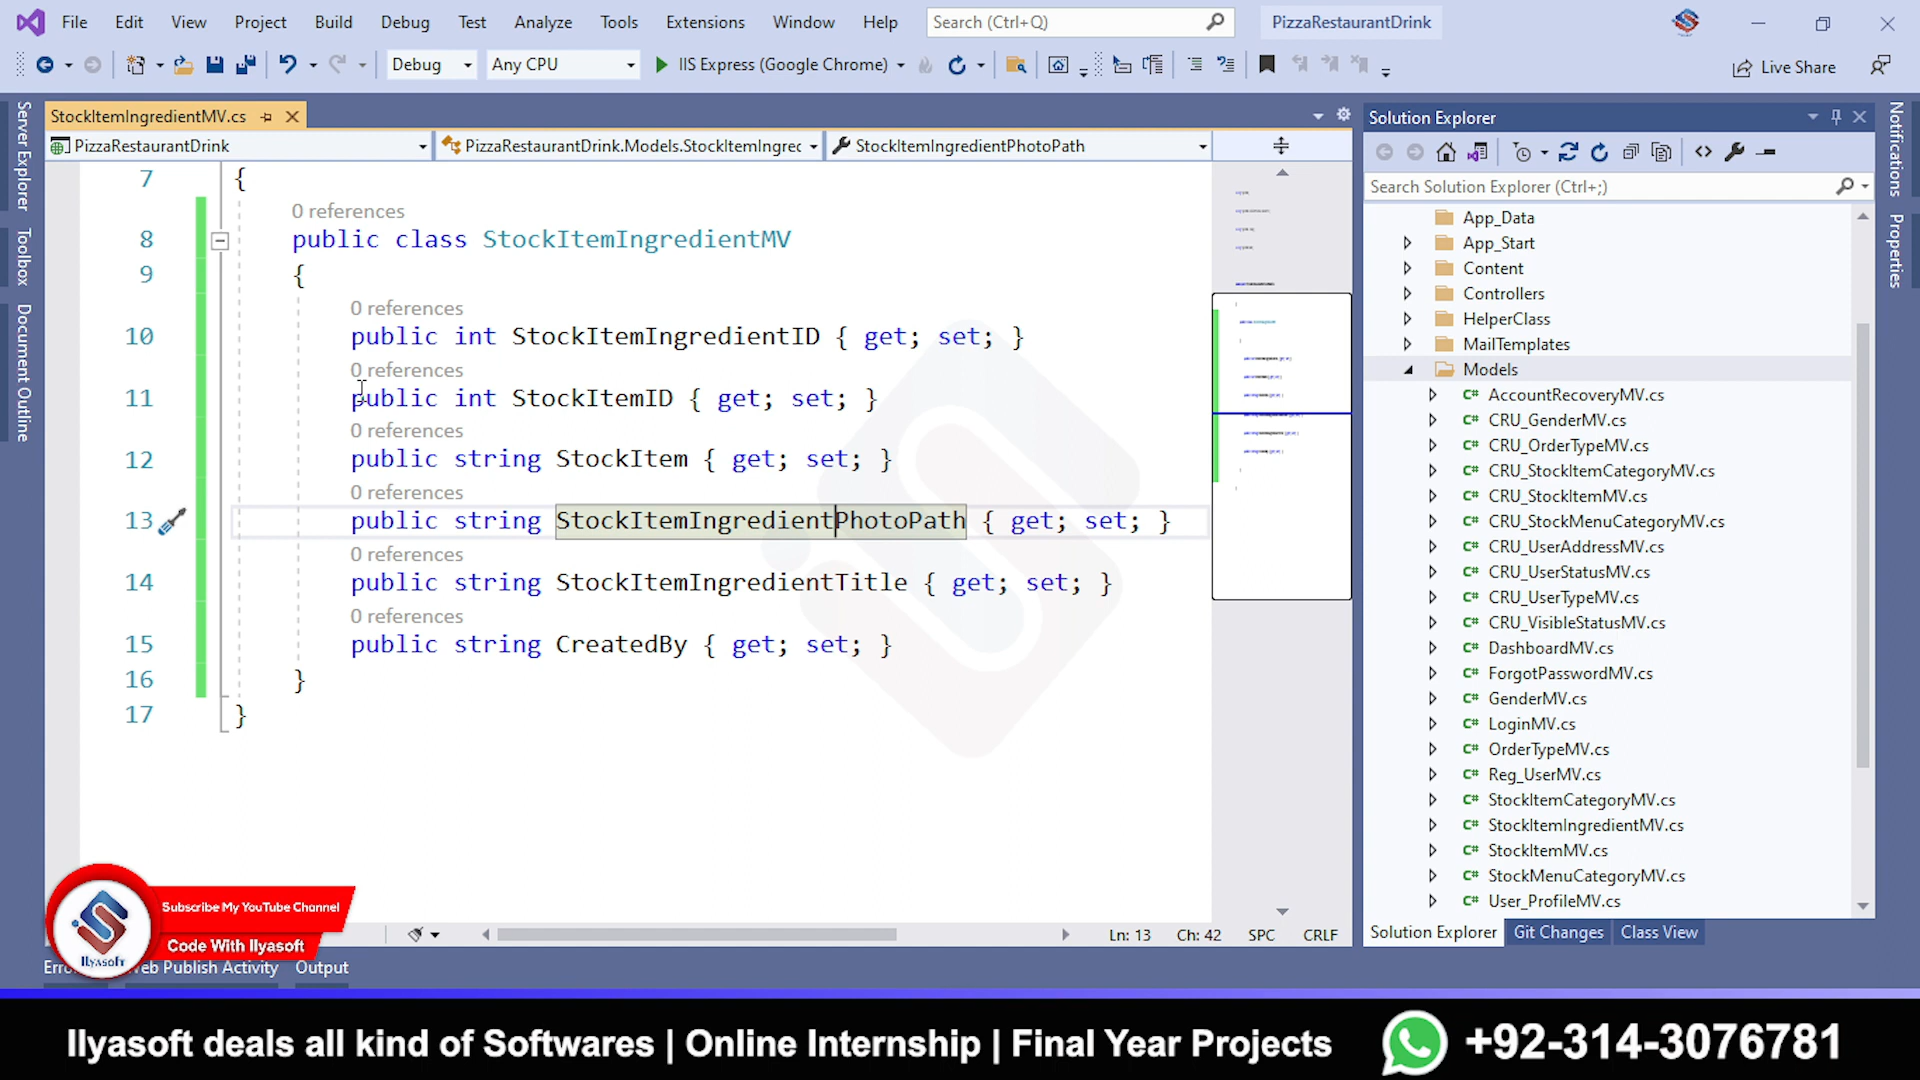 File Edit View Project Build Debug Test Analyze Tools Extensions Window Help Search (Ctrl+Q) PizzaRestaurantDrink
Debug Any CPU IIS Express (Google Chrome) Live Share
StockItemIngredientMV.cs
PizzaRestaurantDrink PizzaRestaurantDrink.Models.StockItemIngrec StockItemIngredientPhotoPath
Server Explorer
Toolbox
Document Outline
7 {
0 references
8 public class StockItemIngredientMV
9 {
0 references
10 public int StockItemIngredientID { get; set; }
0 references
11 public int StockItemID { get; set; }
0 references
12 public string StockItem { get; set; }
0 references
13 public string StockItemIngredientPhotoPath { get; set; }
0 references
14 public string StockItemIngredientTitle { get; set; }
0 references
15 public string CreatedBy { get; set; }
16 }
17 }
Ln: 13 Ch: 42 SPC CRLF
Solution Explorer
Search Solution Explorer (Ctrl+;)
App_Data
App_Start
Content
Controllers
HelperClass
MailTemplates
Models
C# AccountRecoveryMV.cs
C# CRU_GenderMV.cs
C# CRU_OrderTypeMV.cs
C# CRU_StockItemCategoryMV.cs
C# CRU_StockItemMV.cs
C# CRU_StockMenuCategoryMV.cs
C# CRU_UserAddressMV.cs
C# CRU_UserStatusMV.cs
C# CRU_UserTypeMV.cs
C# CRU_VisibleStatusMV.cs
C# DashboardMV.cs
C# ForgotPasswordMV.cs
C# GenderMV.cs
C# LoginMV.cs
C# OrderTypeMV.cs
C# Reg_UserMV.cs
C# StockItemCategoryMV.cs
C# StockItemIngredientMV.cs
C# StockItemMV.cs
C# StockMenuCategoryMV.cs
C# User_ProfileMV.cs
Solution Explorer Git Changes Class View
Notifications
Properties
Subscribe My YouTube Channel
Code With Ilyasoft
Ilyasoft
Publish Activity Output
Ilyasoft deals all kind of Softwares | Online Internship | Final Year Projects +92-314-3076781